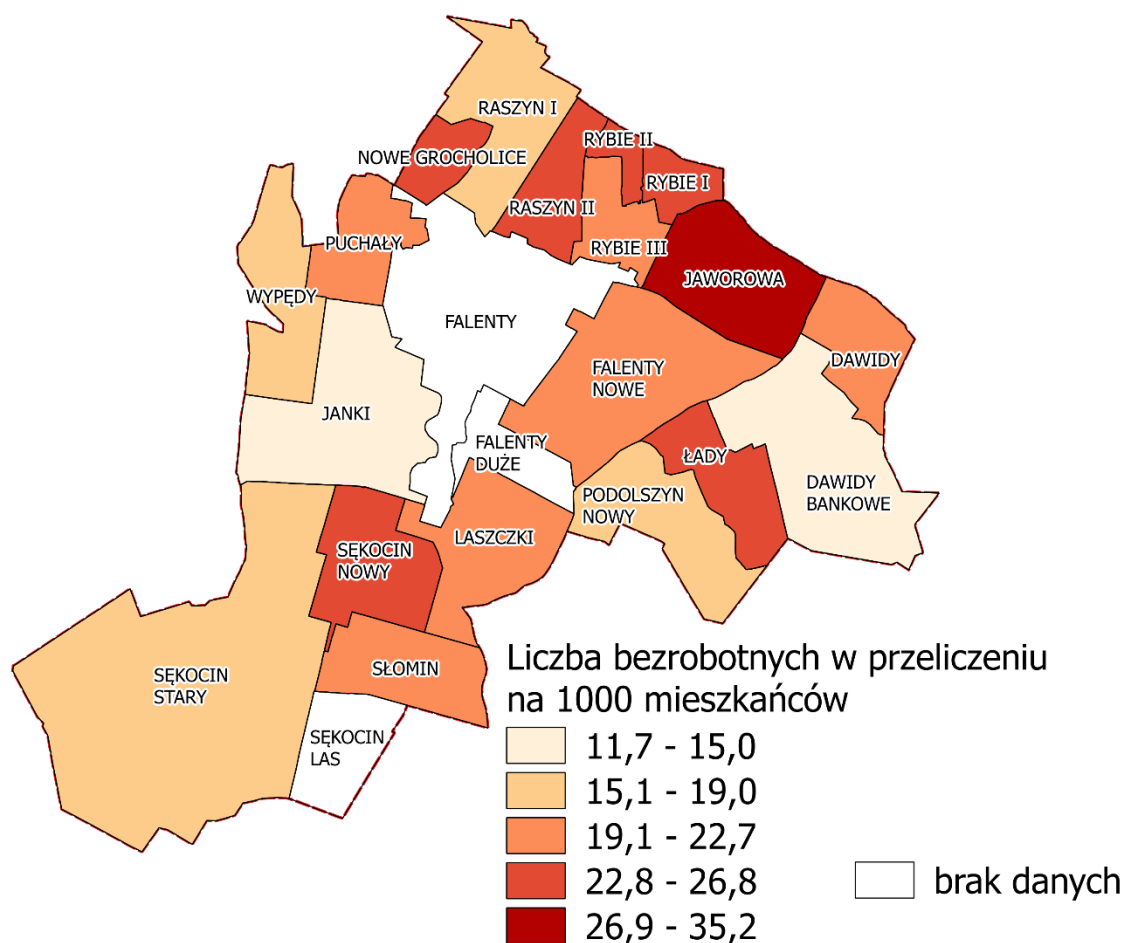 RASZYN I
RYBIE II
NOWE GROCHOLICE
RYBIE I
RASZYN II
PUCHAŁY
RYBIE III
JAWOROWA
WYPĘDY
FALENTY
DAWIDY
FALENTY
NOWE
JANKI
FALENTY
DUŻE
ŁADY
DAWIDY
BANKOWE
PODOLSZYN
NOWY
LASZCZKI
SĘKOCIN
NOWY
SŁOMIN
SĘKOCIN
STARY
SĘKOCIN
LAS
Liczba bezrobotnych w przeliczeniu
na 1000 mieszkańców
11,7 - 15,0
15,1 - 19,0
19,1 - 22,7
22,8 - 26,8
26,9 - 35,2
brak danych